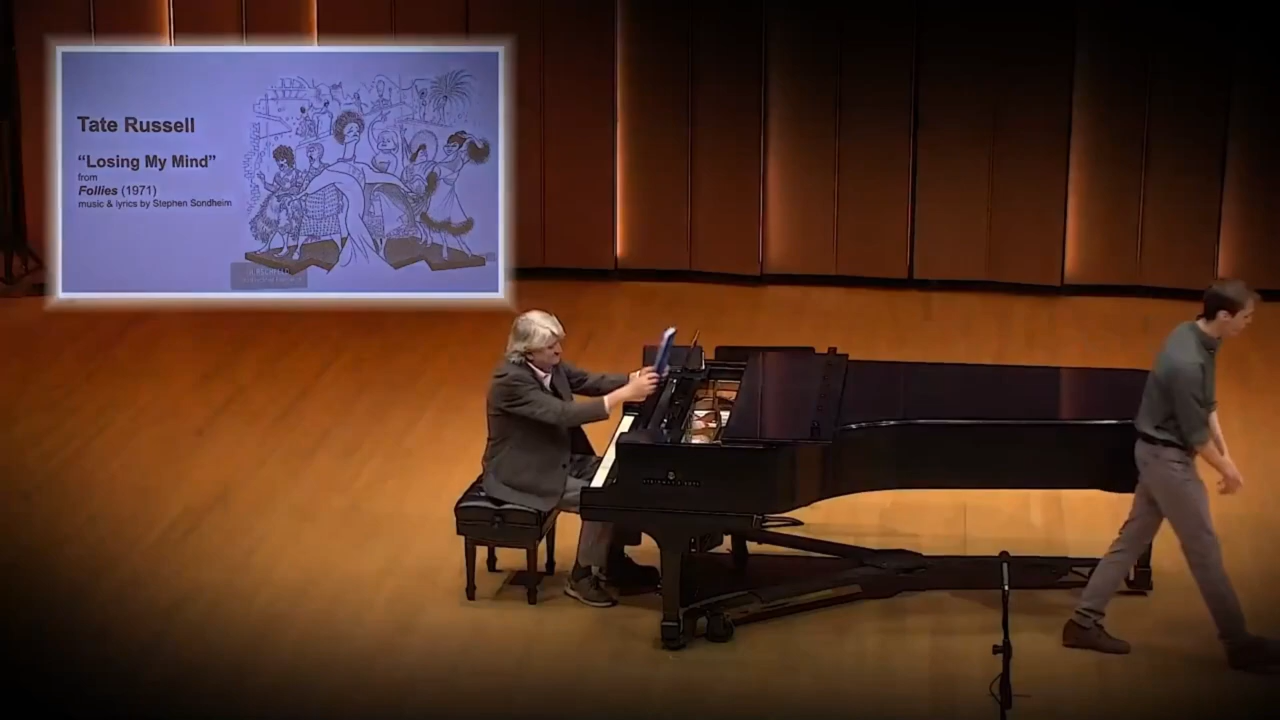 Tate Russell
“Losing My Mind”
from
Follies (1971)
music & lyrics by Stephen Sondheim